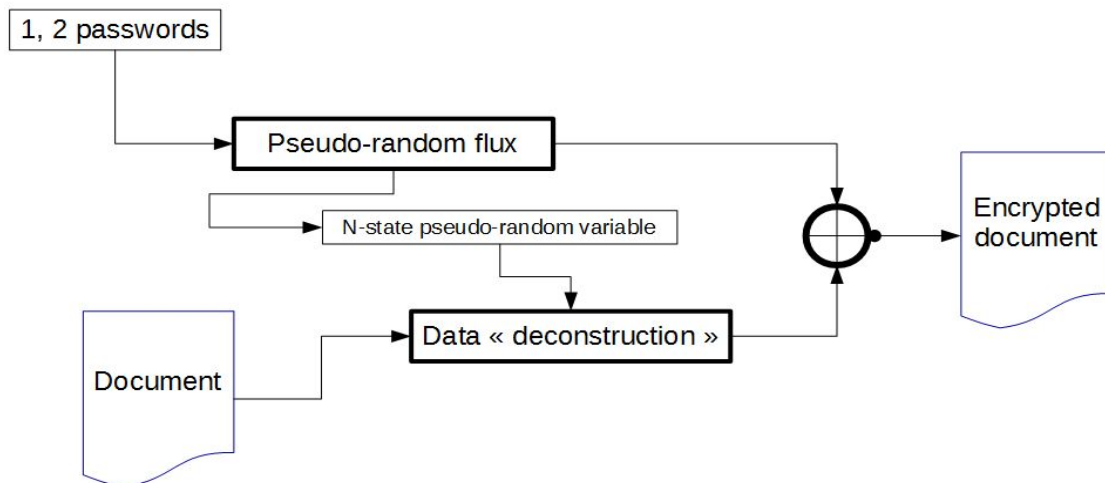 1, 2 passwords
Pseudo-random flux
N-state pseudo-random variable
Encrypted
document
Data « deconstruction »
Document